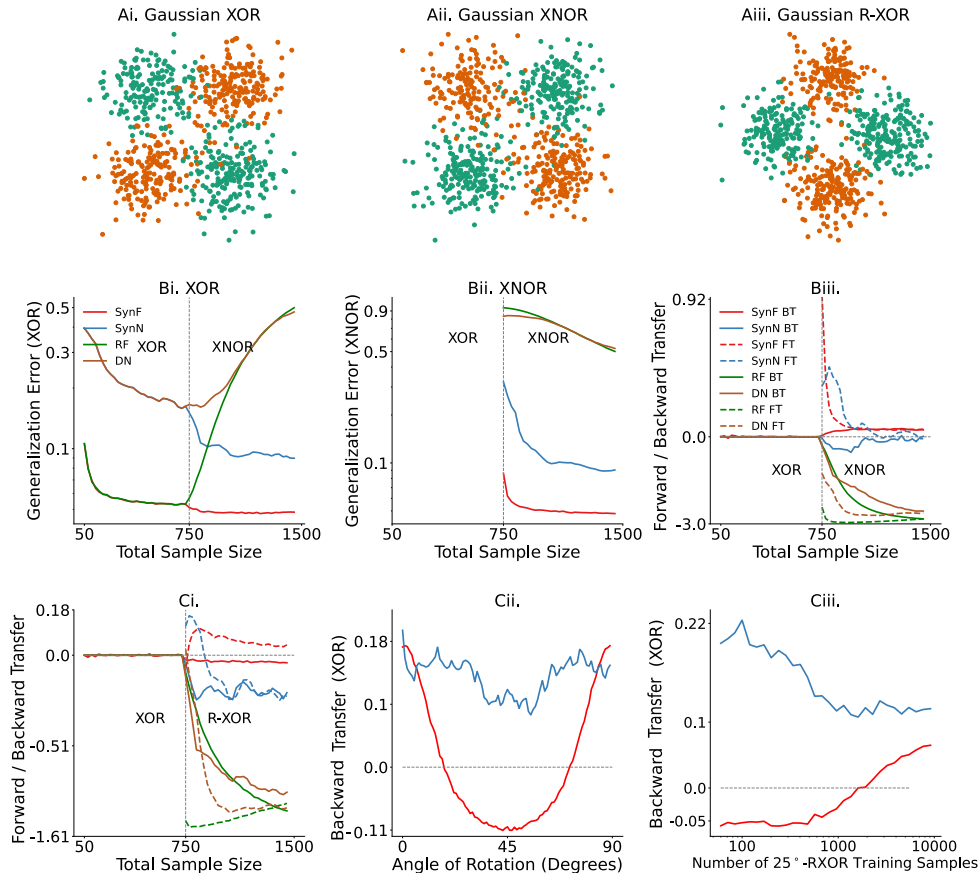 Ai. Gaussian XOR
Aii. Gaussian XNOR
Aiii. Gaussian R-XOR
Bi. XOR
Generalization Error (XOR)
0.5
0.3
0.1
SynF
SynN
RF
DN
XOR
XNOR
50
750
1500
Total Sample Size
Bii. XNOR
Generalization Error (XNOR)
0.9
0.5
0.1
XOR
XNOR
50
750
1500
Total Sample Size
Biii.
Forward / Backward Transfer
0.92
0.0
-3.0
SynF BT
SynN BT
SynF FT
SynN FT
RF BT
DN BT
RF FT
DN FT
XOR
XNOR
50
750
1500
Total Sample Size
Ci.
Forward / Backward Transfer
0.18
0.0
-0.51
-1.61
XOR
R-XOR
50
750
1500
Total Sample Size
Cii.
Backward Transfer (XOR)
0.18
0.1
0.0
-0.11
0
45
90
Angle of Rotation (Degrees)
Ciii.
Backward Transfer (XOR)
0.22
0.1
0.0
-0.05
100
1000
10000
Number of 25°-RXOR Training Samples